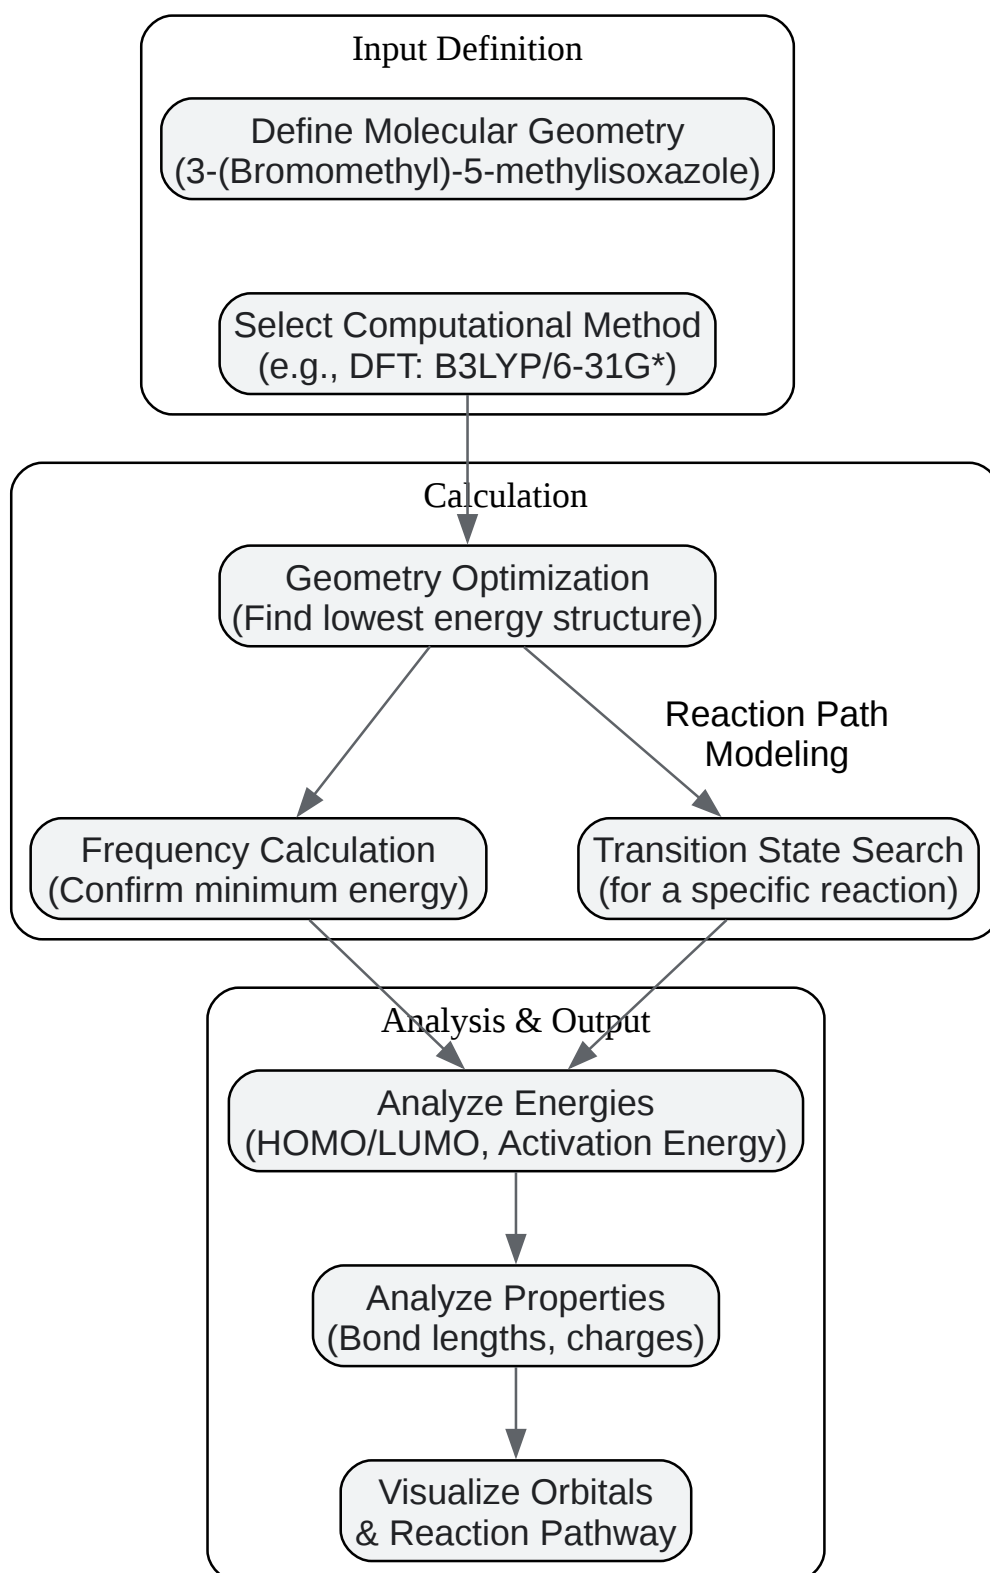 Input Definition
Define Molecular Geometry
(3-(Bromomethyl)-5-methylisoxazole)
Select Computational Method
(e.g., DFT: B3LYP/6-31G*)
Calculation
Geometry Optimization
(Find lowest energy structure)
Reaction Path
Modeling
Frequency Calculation
(Confirm minimum energy)
Transition State Search
(for a specific reaction)
Analysis & Output
Analyze Energies
(HOMO/LUMO, Activation Energy)
Analyze Properties
(Bond lengths, charges)
Visualize Orbitals
& Reaction Pathway